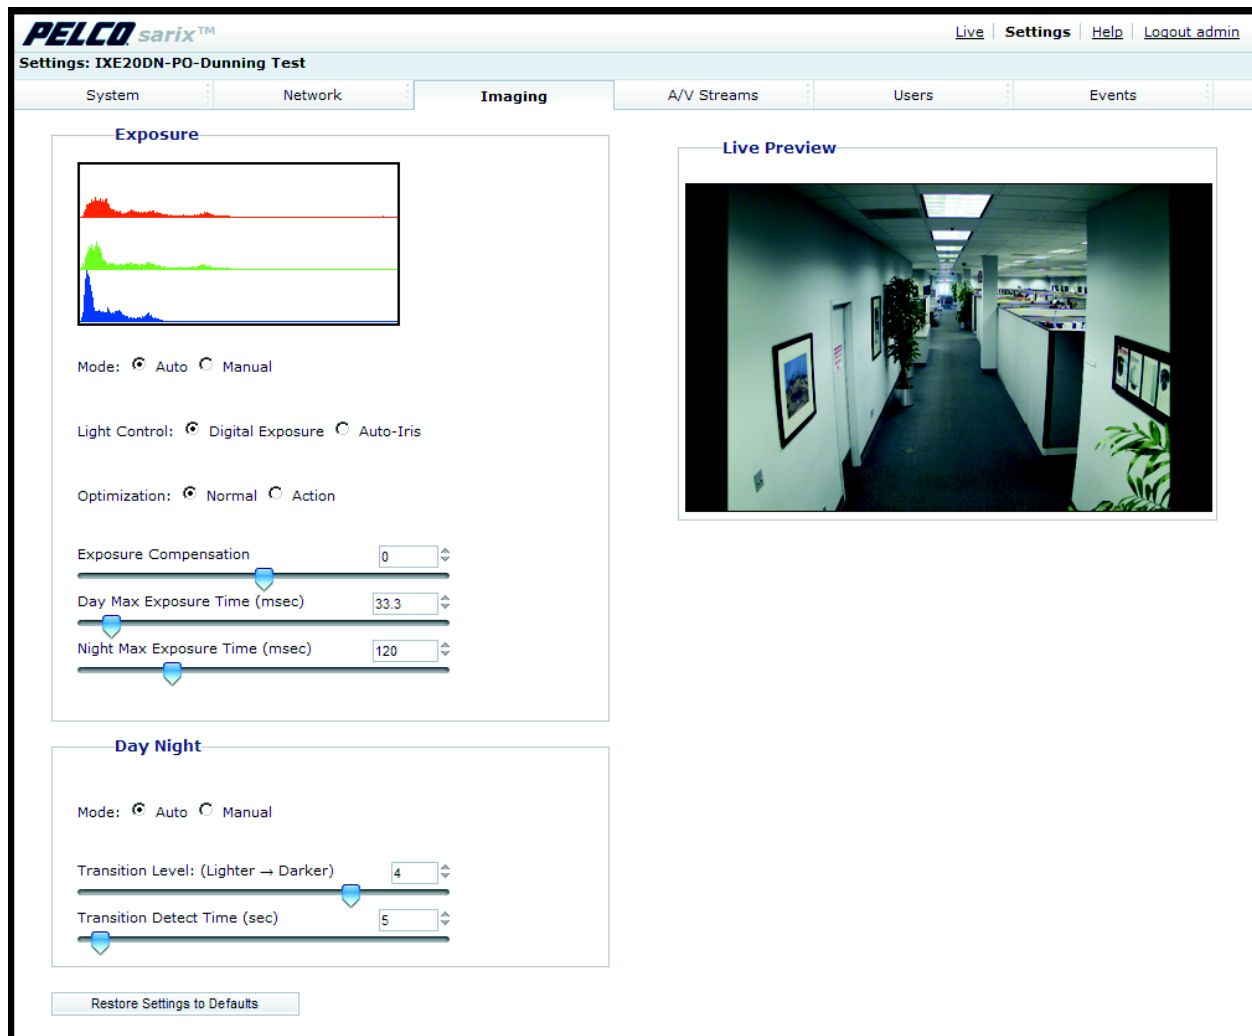 PELCO sarix™
Live Settings Help Logout admin
Settings: IXE20DN-PO-Dunning Test
System Network Imaging A/V Streams Users Events
Exposure
Mode: Auto Manual
Light Control: Digital Exposure Auto-Iris
Optimization: Normal Action
Exposure Compensation 0
Day Max Exposure Time (msec) 33.3
Night Max Exposure Time (msec) 120
Day Night
Mode: Auto Manual
Transition Level: (Lighter → Darker) 4
Transition Detect Time (sec) 5
Restore Settings to Defaults
Live Preview